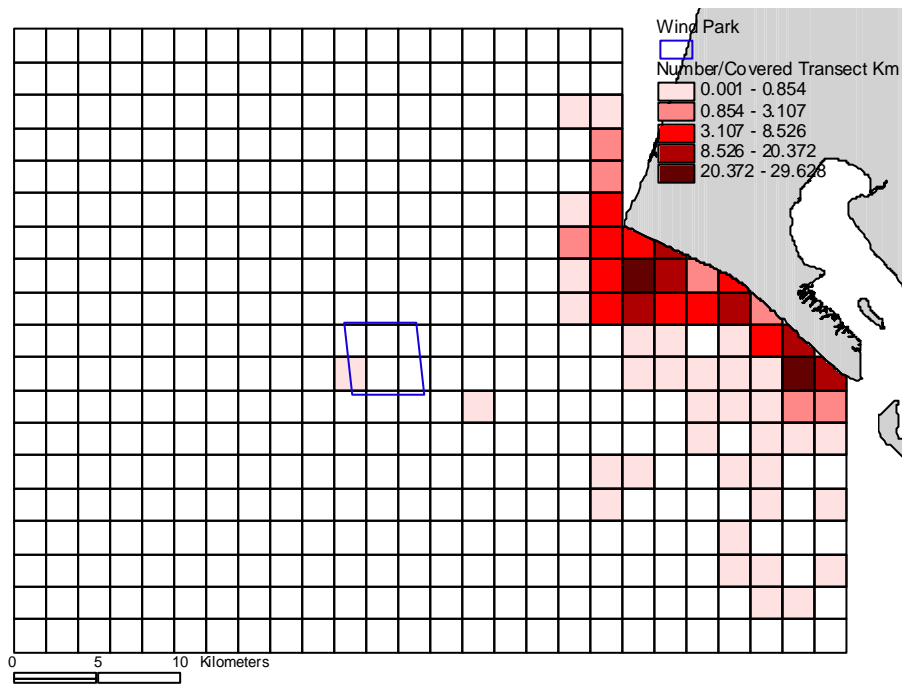 Wind Park
Number/Covered Transect Km
0.001 - 0.854
0.854 - 3.107
3.107 - 8.526
8.526 - 20.372
20.372 - 29.628
0 5 10 Kilometers